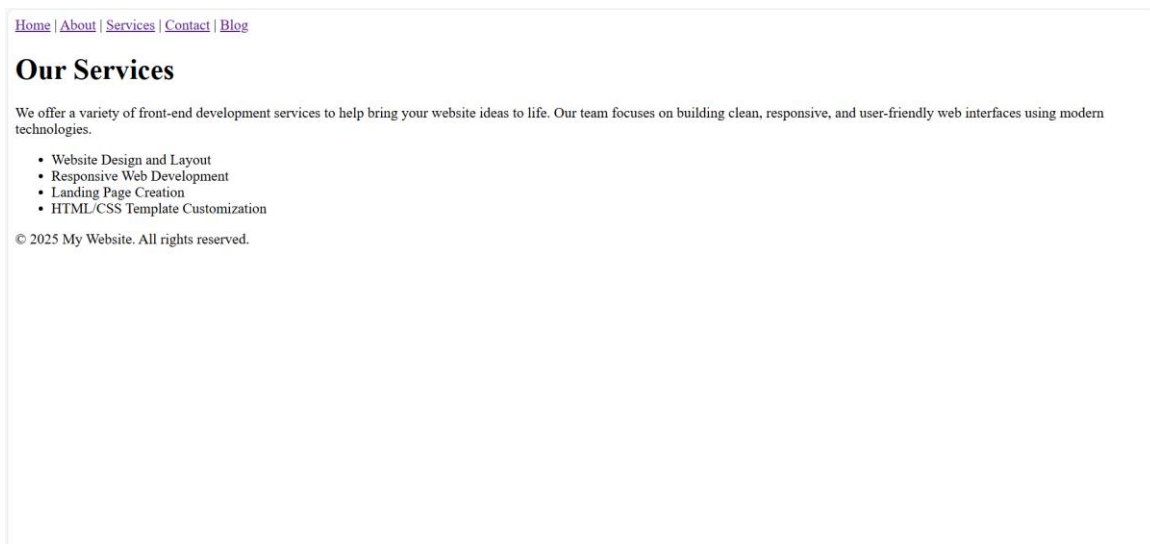 Home | About | Services | Contact | Blog
Our Services
We offer a variety of front-end development services to help bring your website ideas to life. Our team focuses on building clean, responsive, and user-friendly web interfaces using modern
technologies.
• Website Design and Layout
• Responsive Web Development
• Landing Page Creation
• HTML/CSS Template Customization
© 2025 My Website. All rights reserved.